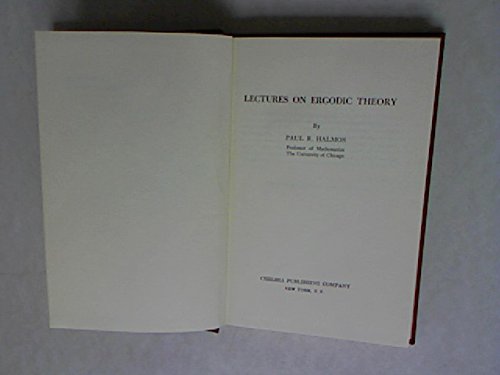 LECTURES ON ERGODIC THEORY
By
PAUL R. HALMOS
Professor of Mathematics
The University of Chicago
CHELSEA PUBLISHING COMPANY
NEW YORK, N. Y.